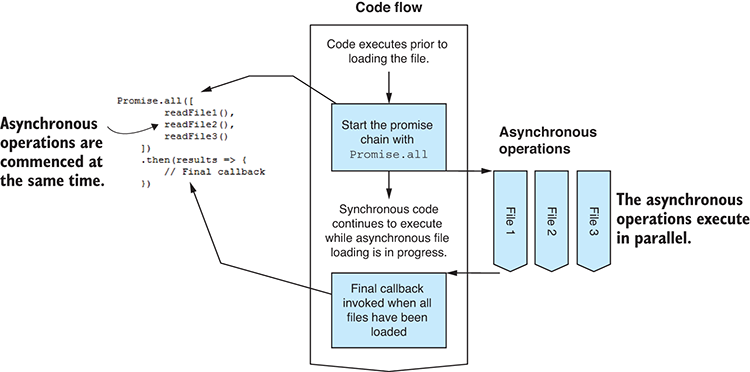 Code flow
Code executes prior to
loading the file.
Promise.all([
readFile1(),
readFile2(),
readFile3()
])
.then(results => {
// Final callback
})
Asynchronous
operations are
commenced at
the same time.
Start the promise
chain with
Promise.all
Asynchronous
operations
File 1
File 2
File 3
The asynchronous
operations execute
in parallel.
Synchronous code
continues to execute
while asynchronous file
loading is in progress.
Final callback
invoked when all
files have been
loaded